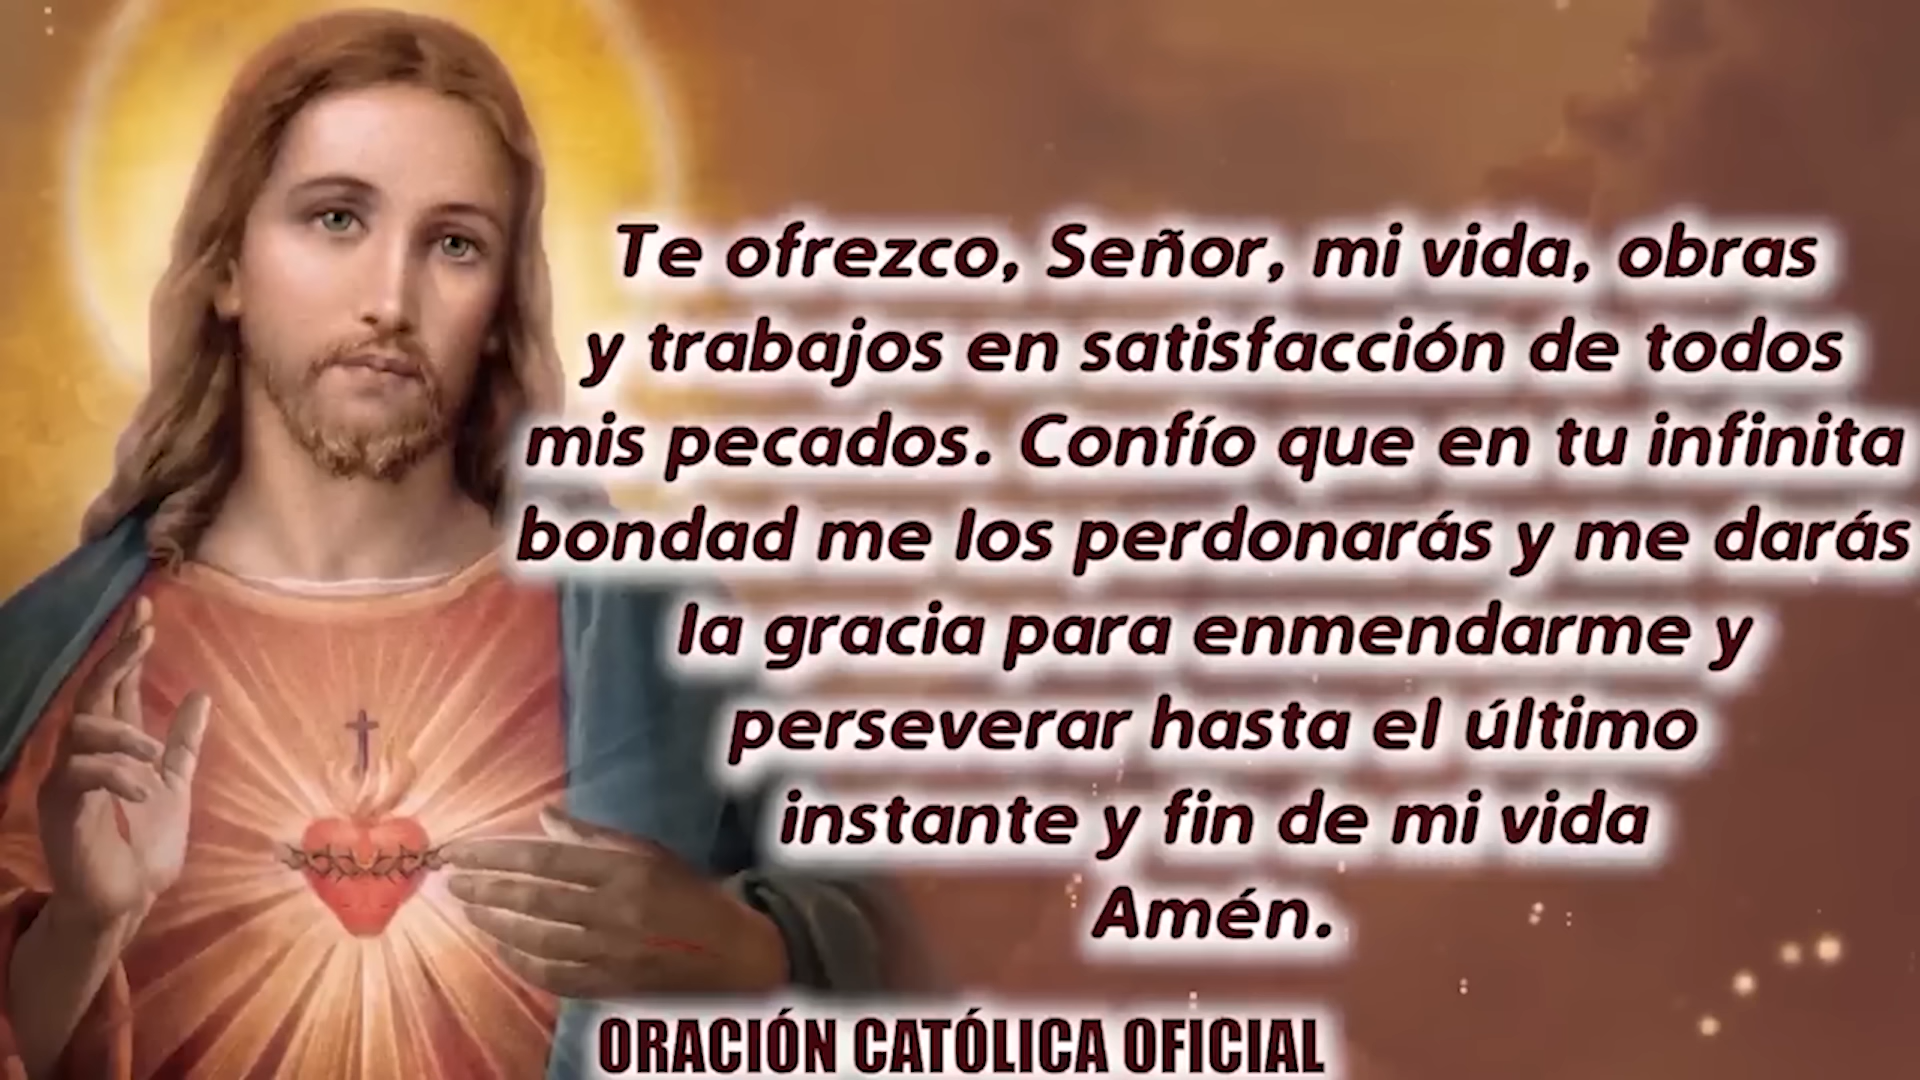 Te ofrezco, Señor, mi vida, obras
y trabajos en satisfacción de todos
mis pecados. Confío que en tu infinita
bondad me los perdonarás y me darás
la gracia para enmendarme y
perseverar hasta el último
instante y fin de mi vida
Amén.
ORACIÓN CATÓLICA OFICIAL